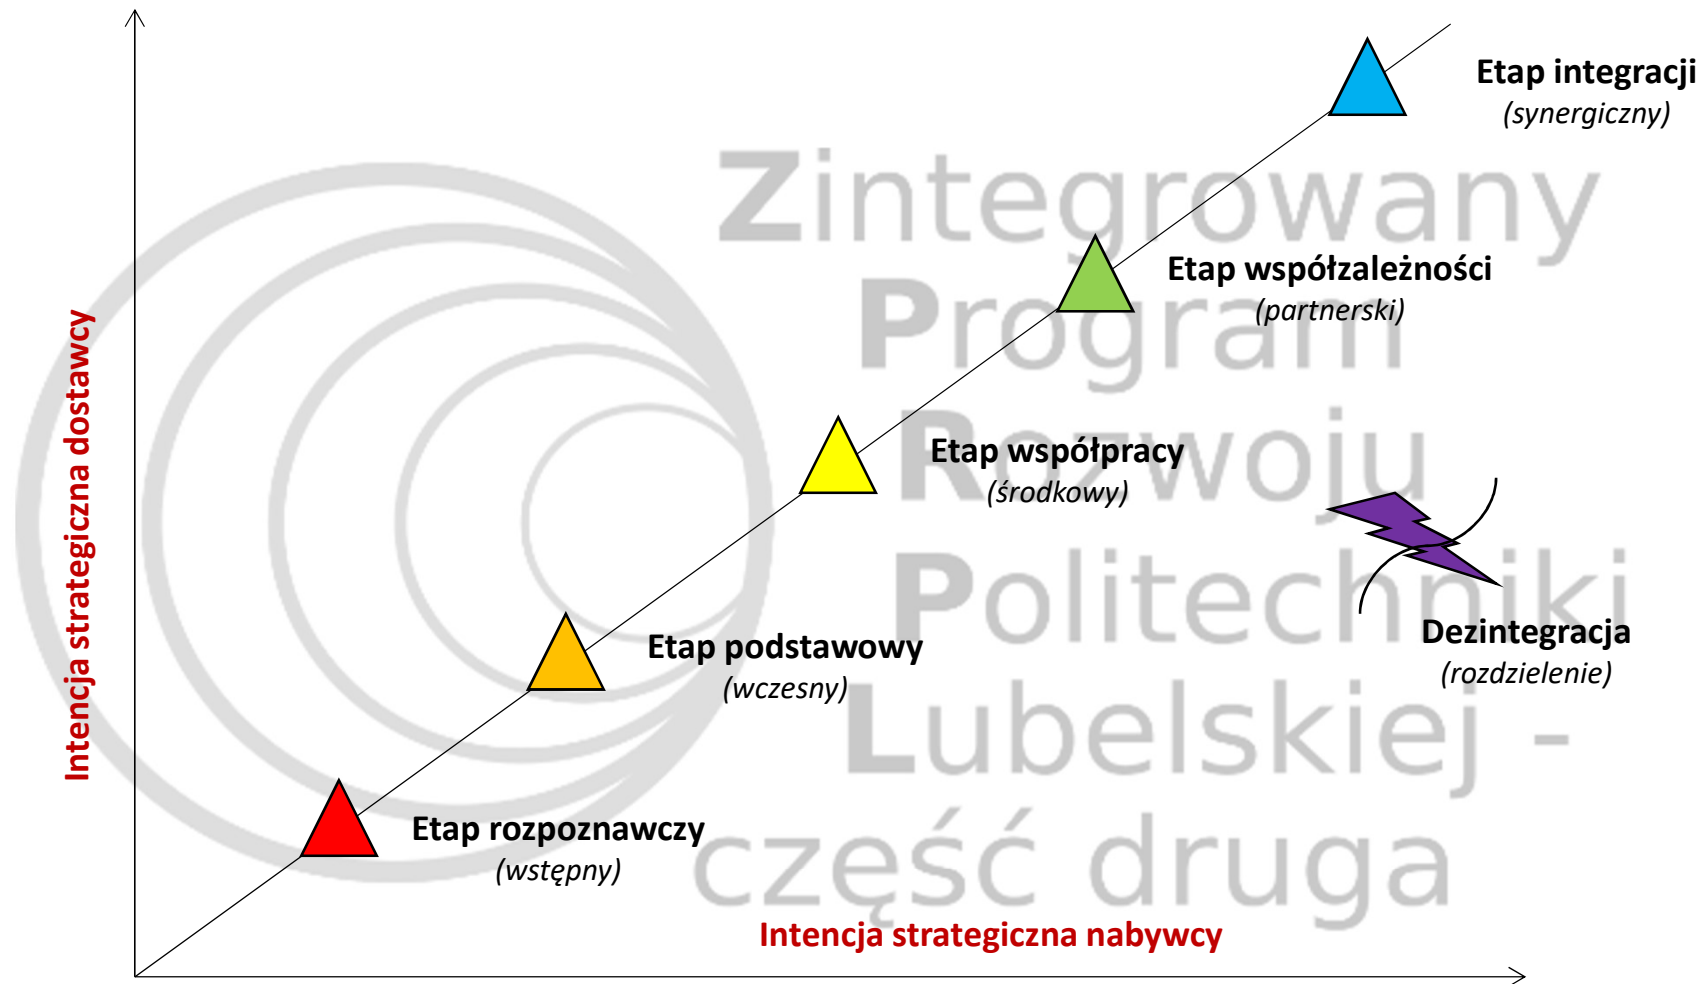 Etap integracji
(synergiczny)
Zintegrowany
Etap współzależności
(partnerski)
Program
Intencja strategiczna dostawcy
Rozwoju
Etap współpracy
(środkowy)
Politechniki
Dezintegracja
(rozdzielenie)
Etap podstawowy
(wczesny)
Lubelskiej -
Etap rozpoznawczy
(wstępny)
część druga
Intencja strategiczna nabywcy